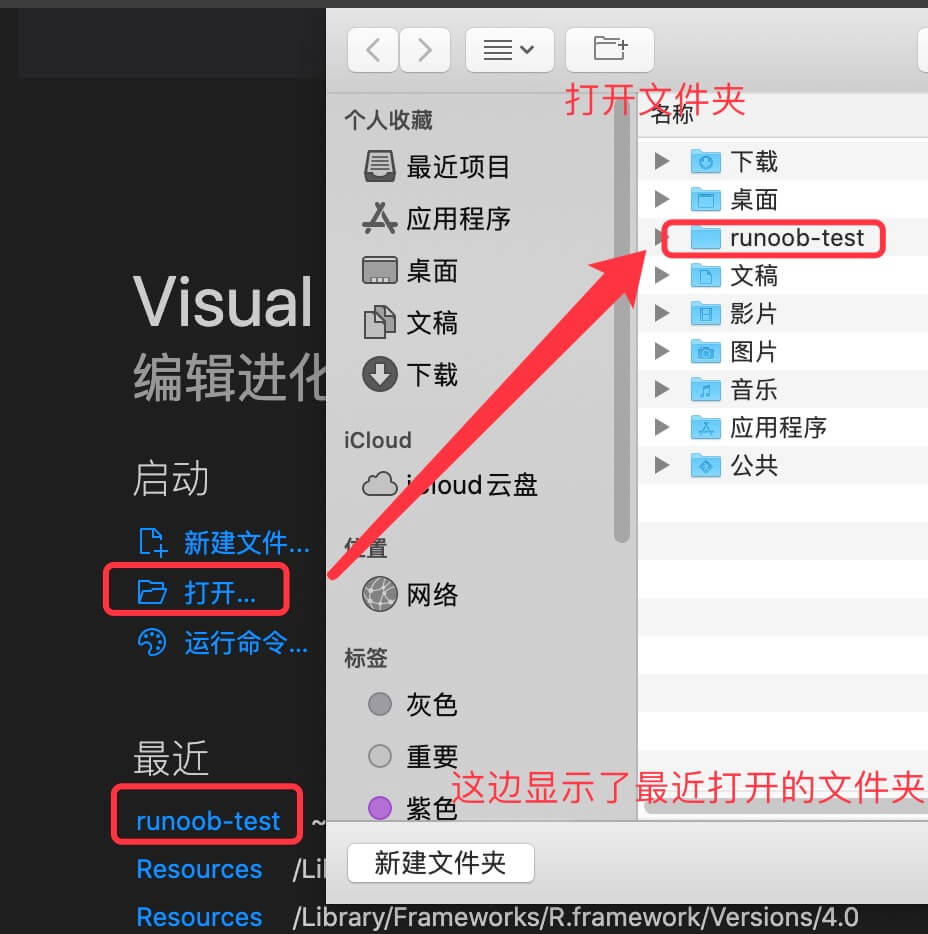 打开文件夹
个人收藏
最近项目
应用程序
桌面
文稿
下载
iCloud
iCloud云盘
位置
网络
标签
灰色
重要
紫色
名称
下载
桌面
runoob-test
文稿
影片
图片
音乐
应用程序
公共
这边显示了最近打开的文件夹
新建文件夹
Visual
编辑进化
启动
新建文件...
打开...
运行命令...
最近
runoob-test ~
Resources /Lib
Resources /Library/Frameworks/R.framework/Versions/4.0